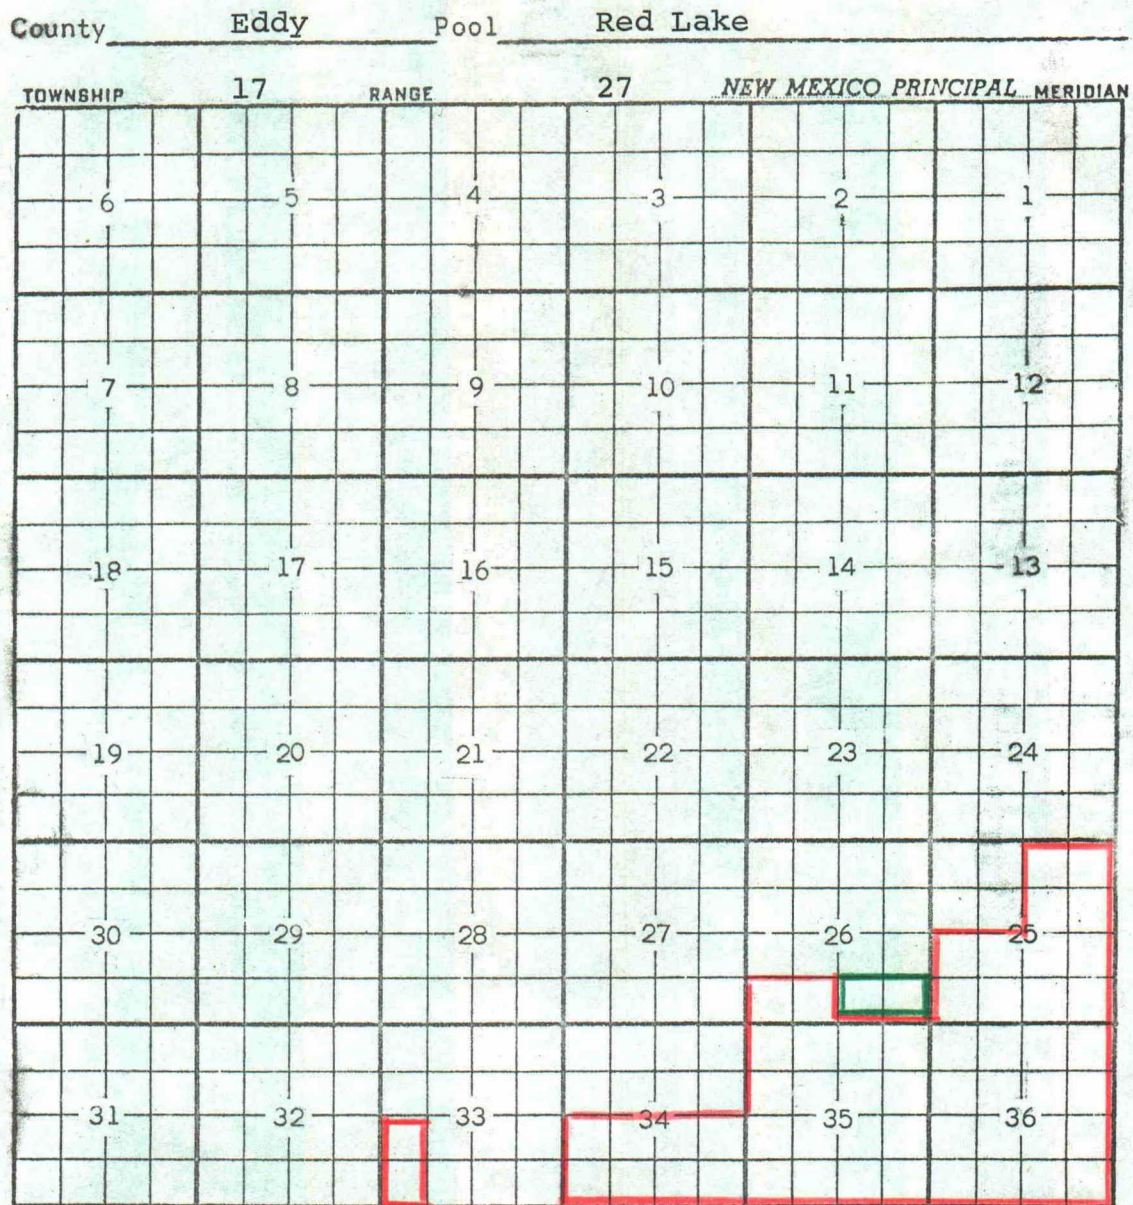 County Eddy Pool Red Lake
TOWNSHIP 17 RANGE 27 NEW MEXICO PRINCIPAL MERIDIAN
6 5 4 3 2 1
7 8 9 10 11 12
18 17 16 15 14 13
19 20 21 22 23 24
30 29 28 27 26 25
31 32 33 34 35 36